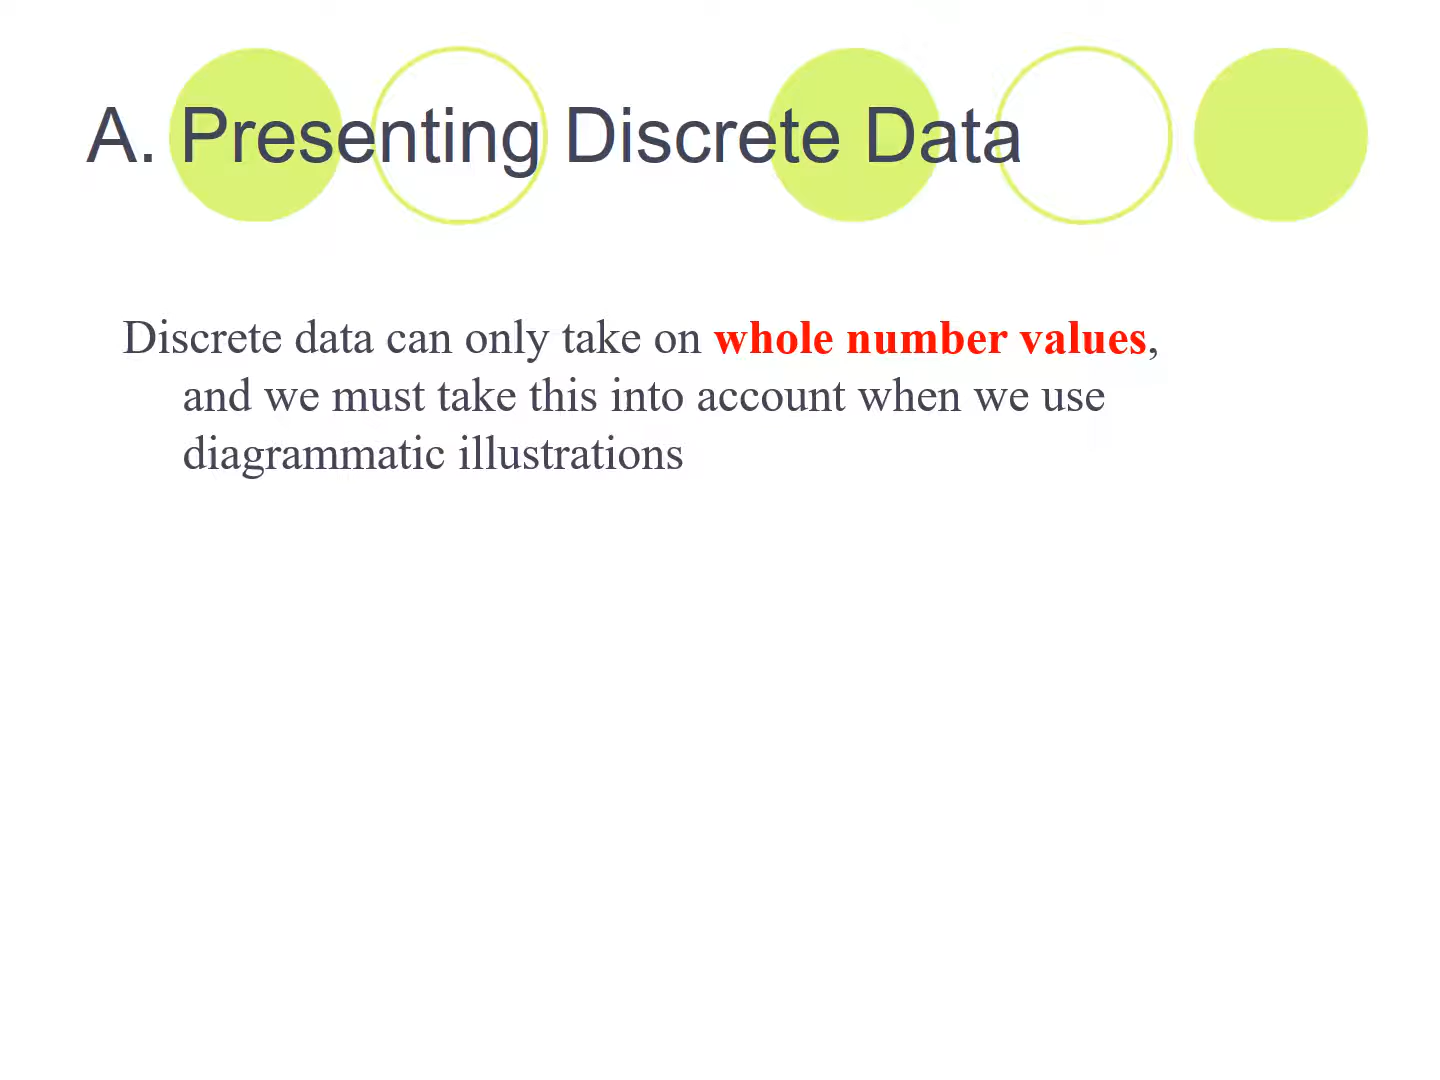 A. Presenting Discrete Data
Discrete data can only take on whole number values,
and we must take this into account when we use
diagrammatic illustrations